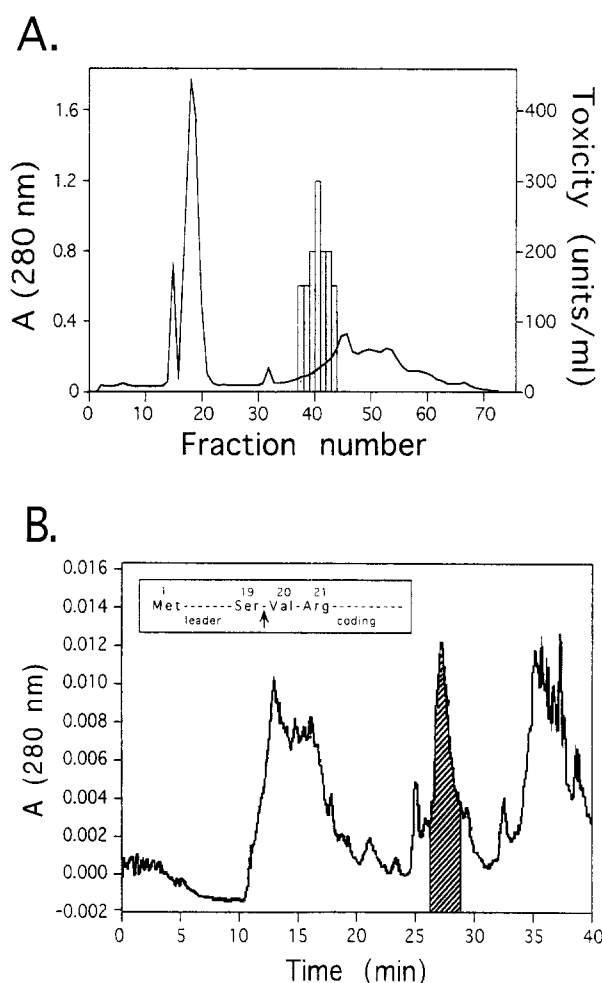 A.
A (280 nm)
1.6
1.2
0.8
0.4
0
400
300
200
100
0
Toxicity (units/ml)
0 10 20 30 40 50 60 70
Fraction number
B.
A (280 nm)
0.016
0.014
0.012
0.010
0.008
0.006
0.004
0.002
0.000
-0.002
1 19 20 21
Met------Ser-Val-Arg----------
leader coding
0 5 10 15 20 25 30 35 40
Time (min)